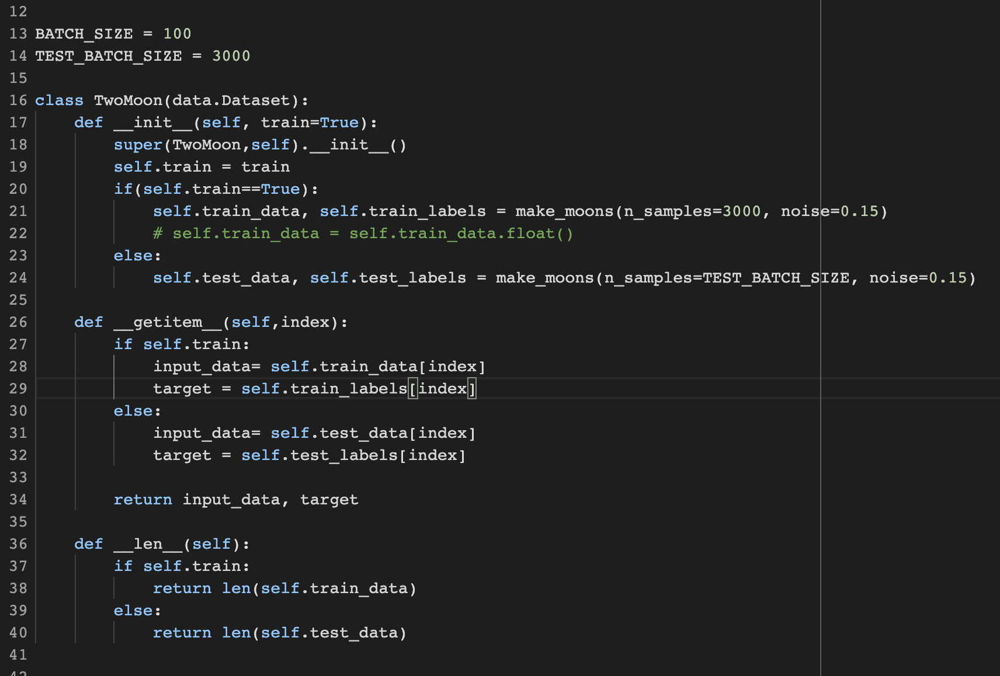 12
13 BATCH_SIZE = 100
14 TEST_BATCH_SIZE = 3000
15
16 class TwoMoon(data.Dataset):
17     def __init__(self, train=True):
18         super(TwoMoon,self).__init__()
19         self.train = train
20         if(self.train==True):
21             self.train_data, self.train_labels = make_moons(n_samples=3000, noise=0.15)
22             # self.train_data = self.train_data.float()
23         else:
24             self.test_data, self.test_labels = make_moons(n_samples=TEST_BATCH_SIZE, noise=0.15)
25
26     def __getitem__(self,index):
27         if self.train:
28             input_data= self.train_data[index]
29             target = self.train_labels[index]
30         else:
31             input_data= self.test_data[index]
32             target = self.test_labels[index]
33
34         return input_data, target
35
36     def __len__(self):
37         if self.train:
38             return len(self.train_data)
39         else:
40             return len(self.test_data)
41